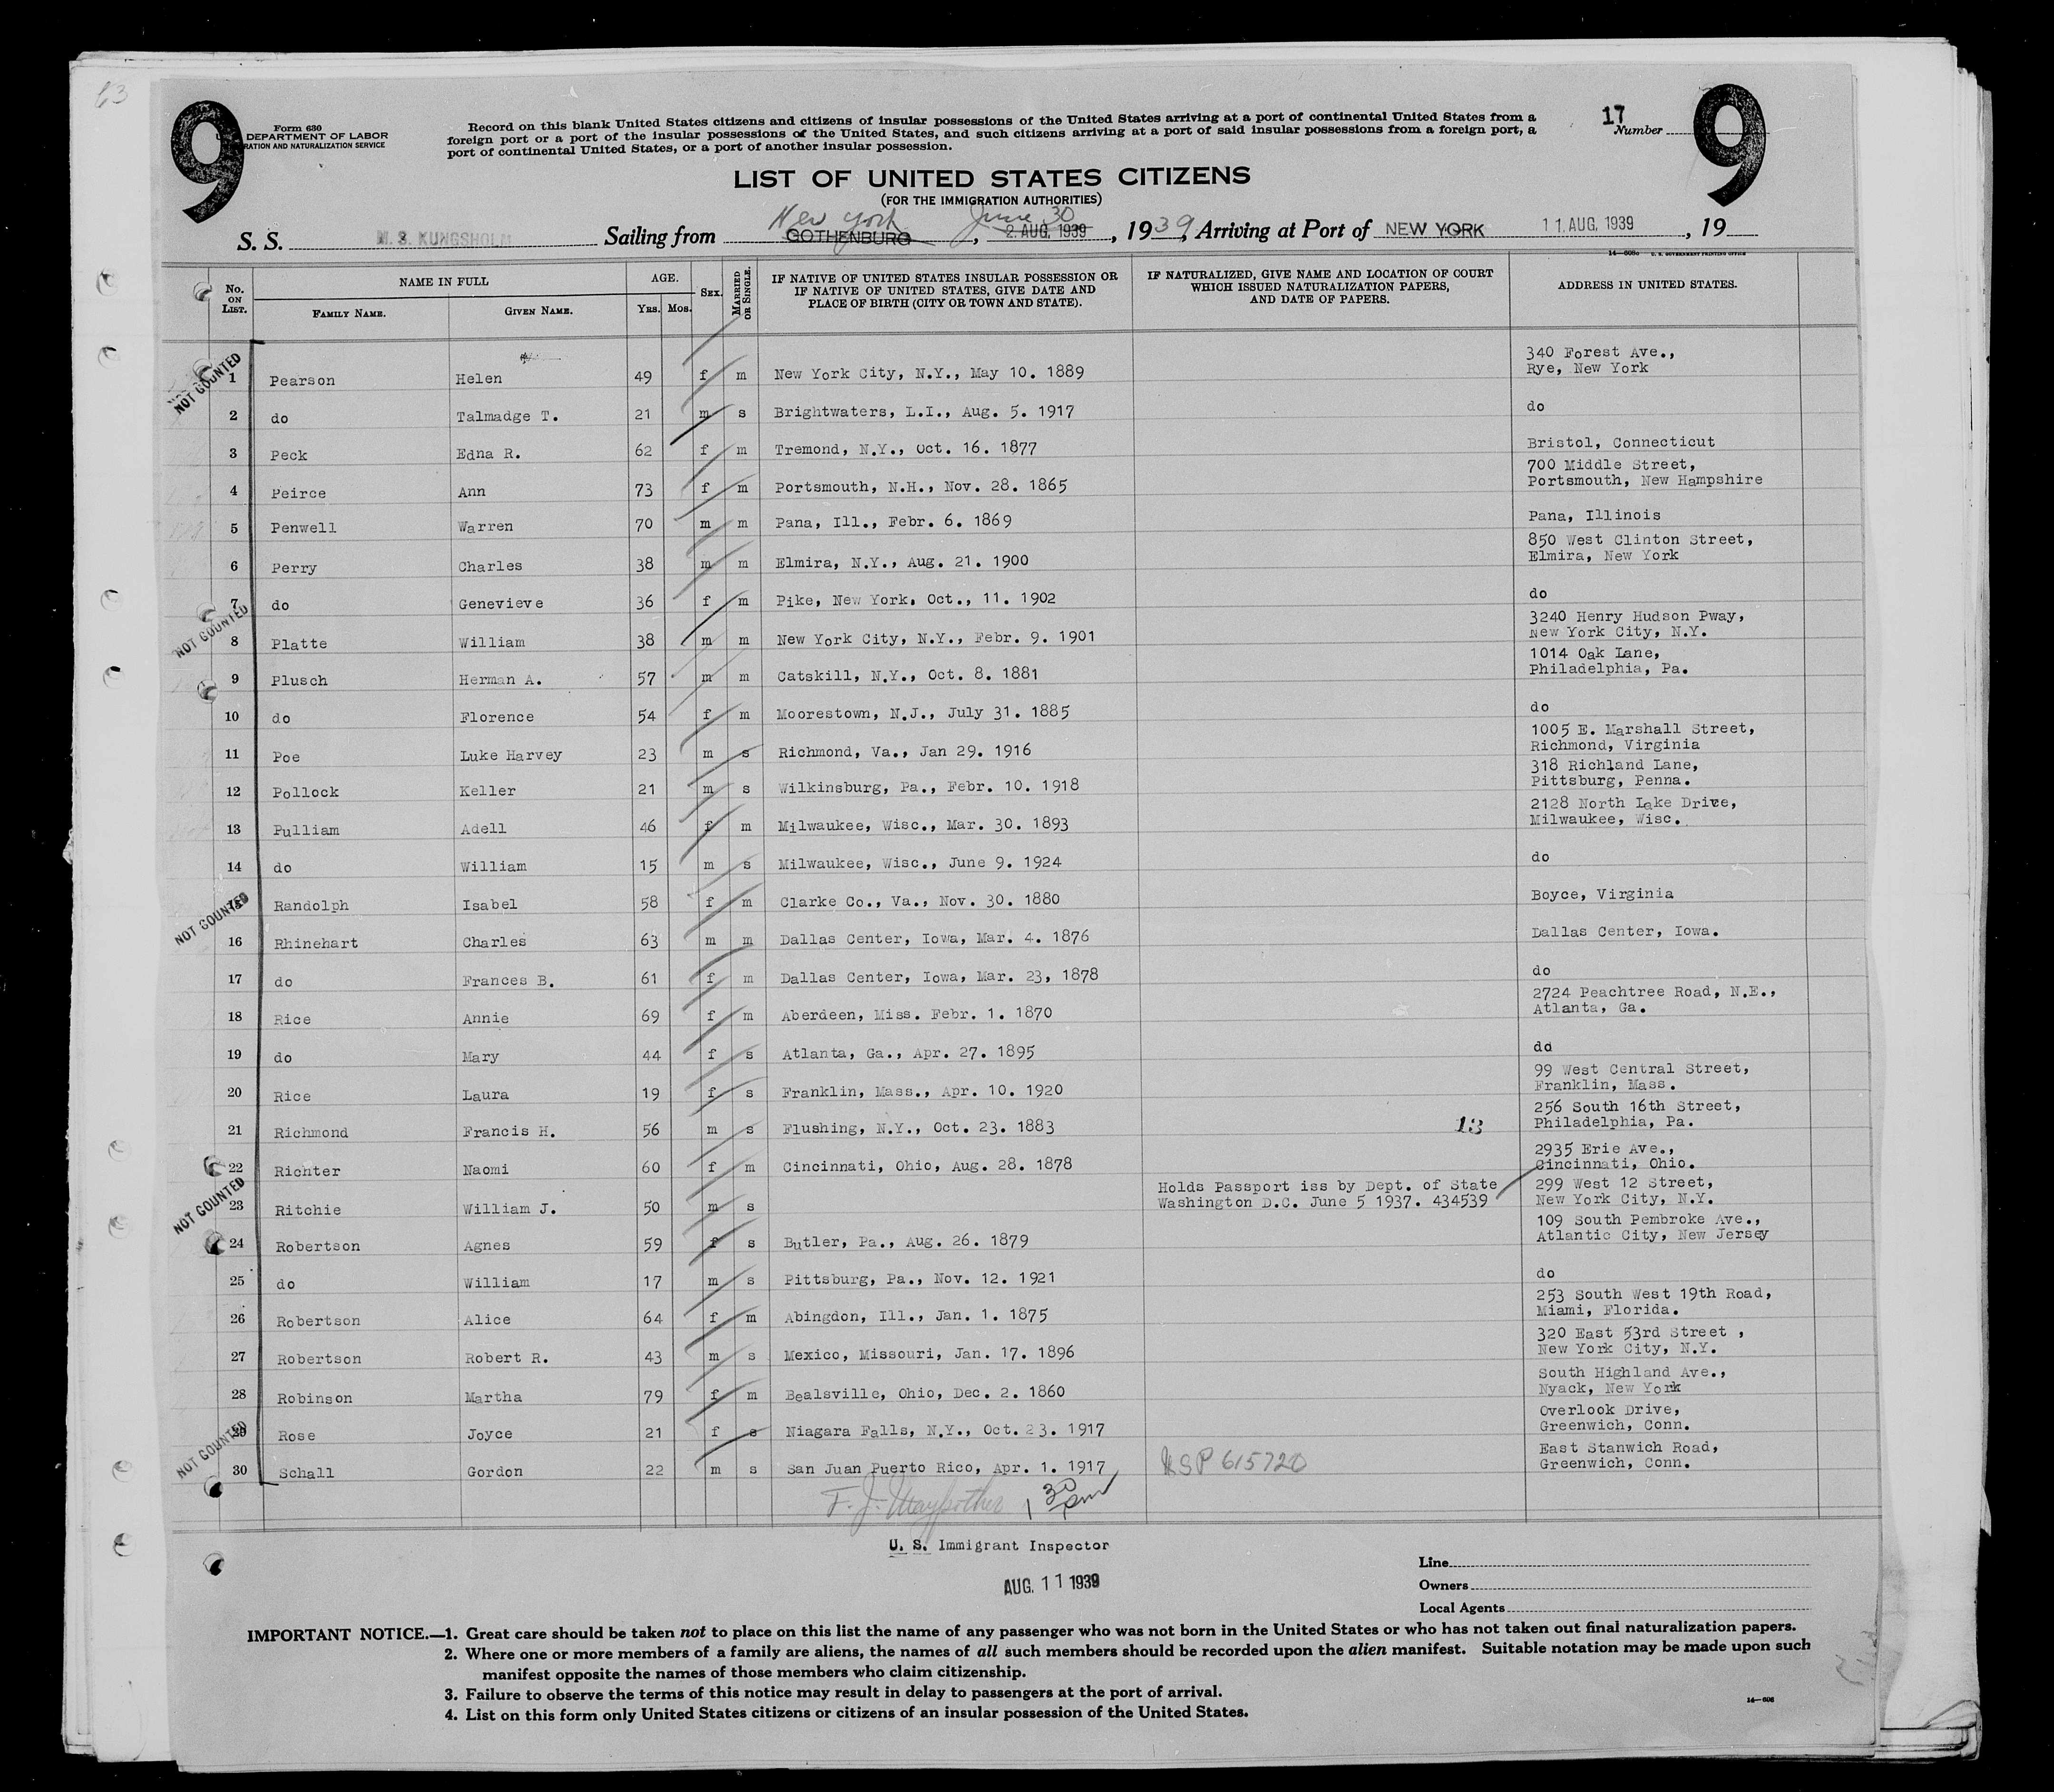 63
9
Form 630
DEPARTMENT OF LABOR
RATION AND NATURALIZATION SERVICE
Record on this blank United States citizens and citizens of insular possessions of the United States arriving at a port of continental United States from a
foreign port or a port of the insular possessions of the United States, and such citizens arriving at a port of said insular possessions from a foreign port, a
port of continental United States, or a port of another insular possession.
17
Number
9
LIST OF UNITED STATES CITIZENS
(FOR THE IMMIGRATION AUTHORITIES)
New York June 30
S. S. M. S. KUNGSHOLM Sailing from GOTHENBURG, 2. AUG. 1939, 1939, Arriving at Port of NEW YORK 11. AUG. 1939, 19
No. ON LIST. NAME IN FULL FAMILY NAME. GIVEN NAME. AGE. YRS. MOS. SEX. MARRIED OR SINGLE. IF NATIVE OF UNITED STATES INSULAR POSSESSION OR IF NATIVE OF UNITED STATES, GIVE DATE AND PLACE OF BIRTH (CITY OR TOWN AND STATE). IF NATURALIZED, GIVE NAME AND LOCATION OF COURT WHICH ISSUED NATURALIZATION PAPERS, AND DATE OF PAPERS. ADDRESS IN UNITED STATES.
NOT COUNTED
340 Forest Ave.,
1 Pearson Helen 49 f m New York City, N.Y., May 10. 1889 Rye, New York
2 do Talmadge T. 21 m s Brightwaters, L.I., Aug. 5. 1917 do
3 Peck Edna R. 62 f m Tremond, N.Y., Oct. 16. 1877 Bristol, Connecticut
700 Middle Street,
4 Peirce Ann 73 f m Portsmouth, N.H., Nov. 28. 1865 Portsmouth, New Hampshire
5 Penwell Warren 70 m m Pana, Ill., Febr. 6. 1869 Pana, Illinois
850 West Clinton Street,
6 Perry Charles 38 m m Elmira, N.Y., Aug. 21. 1900 Elmira, New York
7 do Genevieve 36 f m Pike, New York, Oct., 11. 1902 do
NOT COUNTED
3240 Henry Hudson Pway,
8 Platte William 38 m m New York City, N.Y., Febr. 9. 1901 New York City, N.Y.
1014 Oak Lane,
9 Plusch Herman A. 57 m m Catskill, N.Y., Oct. 8. 1881 Philadelphia, Pa.
10 do Florence 54 f m Moorestown, N.J., July 31. 1885 do
1005 E. Marshall Street,
11 Poe Luke Harvey 23 m s Richmond, Va., Jan 29. 1916 Richmond, Virginia
318 Richland Lane,
12 Pollock Keller 21 m s Wilkinsburg, Pa., Febr. 10. 1918 Pittsburg, Penna.
2128 North Lake Drive,
13 Pulliam Adell 46 f m Milwaukee, Wisc., Mar. 30. 1893 Milwaukee, Wisc.
14 do William 15 m s Milwaukee, Wisc., June 9. 1924 do
NOT COUNTED
Randolph Isabel 58 f m Clarke Co., Va., Nov. 30. 1880 Boyce, Virginia
16 Rhinehart Charles 63 m m Dallas Center, Iowa, Mar. 4. 1876 Dallas Center, Iowa.
17 do Frances B. 61 f m Dallas Center, Iowa, Mar. 23, 1878 do
2724 Peachtree Road, N.E.,
18 Rice Annie 69 f m Aberdeen, Miss. Febr. 1. 1870 Atlanta, Ga.
19 do Mary 44 f s Atlanta, Ga., Apr. 27. 1895 do
99 West Central Street,
20 Rice Laura 19 f s Franklin, Mass., Apr. 10. 1920 Franklin, Mass.
256 South 16th Street,
21 Richmond Francis H. 56 m s Flushing, N.Y., Oct. 23. 1883 13 Philadelphia, Pa.
2935 Erie Ave.,
22 Richter Naomi 60 f m Cincinnati, Ohio, Aug. 28. 1878 Cincinnati, Ohio.
NOT COUNTED
Holds Passport iss by Dept. of State 299 West 12 Street,
23 Ritchie William J. 50 m s Washington D.C. June 5 1937. 434539 New York City, N.Y.
109 South Pembroke Ave.,
24 Robertson Agnes 59 f s Butler, Pa., Aug. 26. 1879 Atlantic City, New Jersey
25 do William 17 m s Pittsburg, Pa., Nov. 12. 1921 do
253 South West 19th Road,
26 Robertson Alice 64 f m Abingdon, Ill., Jan. 1. 1875 Miami, Florida.
320 East 53rd Street ,
27 Robertson Robert R. 43 m s Mexico, Missouri, Jan. 17. 1896 New York City, N.Y.
South Highland Ave.,
28 Robinson Martha 79 f m Bealsville, Ohio, Dec. 2. 1860 Nyack, New York
Overlook Drive,
NOT COUNTED
29 Rose Joyce 21 f s Niagara Falls, N.Y., Oct. 23. 1917 Greenwich, Conn.
East Stanwich Road,
30 Schall Gordon 22 m s San Juan Puerto Rico, Apr. 1. 1917 USP 615720 Greenwich, Conn.
1 30 pm
U. S. Immigrant Inspector
AUG. 11 1939
Line
Owners
Local Agents
IMPORTANT NOTICE.—1. Great care should be taken not to place on this list the name of any passenger who was not born in the United States or who has not taken out final naturalization papers.
2. Where one or more members of a family are aliens, the names of all such members should be recorded upon the alien manifest. Suitable notation may be made upon such
manifest opposite the names of those members who claim citizenship.
3. Failure to observe the terms of this notice may result in delay to passengers at the port of arrival.
4. List on this form only United States citizens or citizens of an insular possession of the United States.